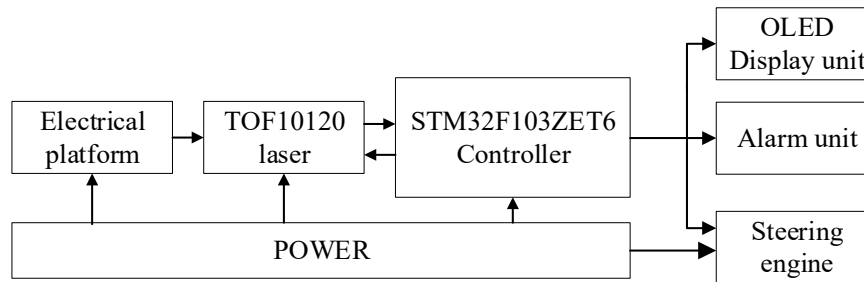 OLED
Display unit
Electrical
platform
TOF10120
laser
STM32F103ZET6
Controller
Alarm unit
POWER
Steering
engine